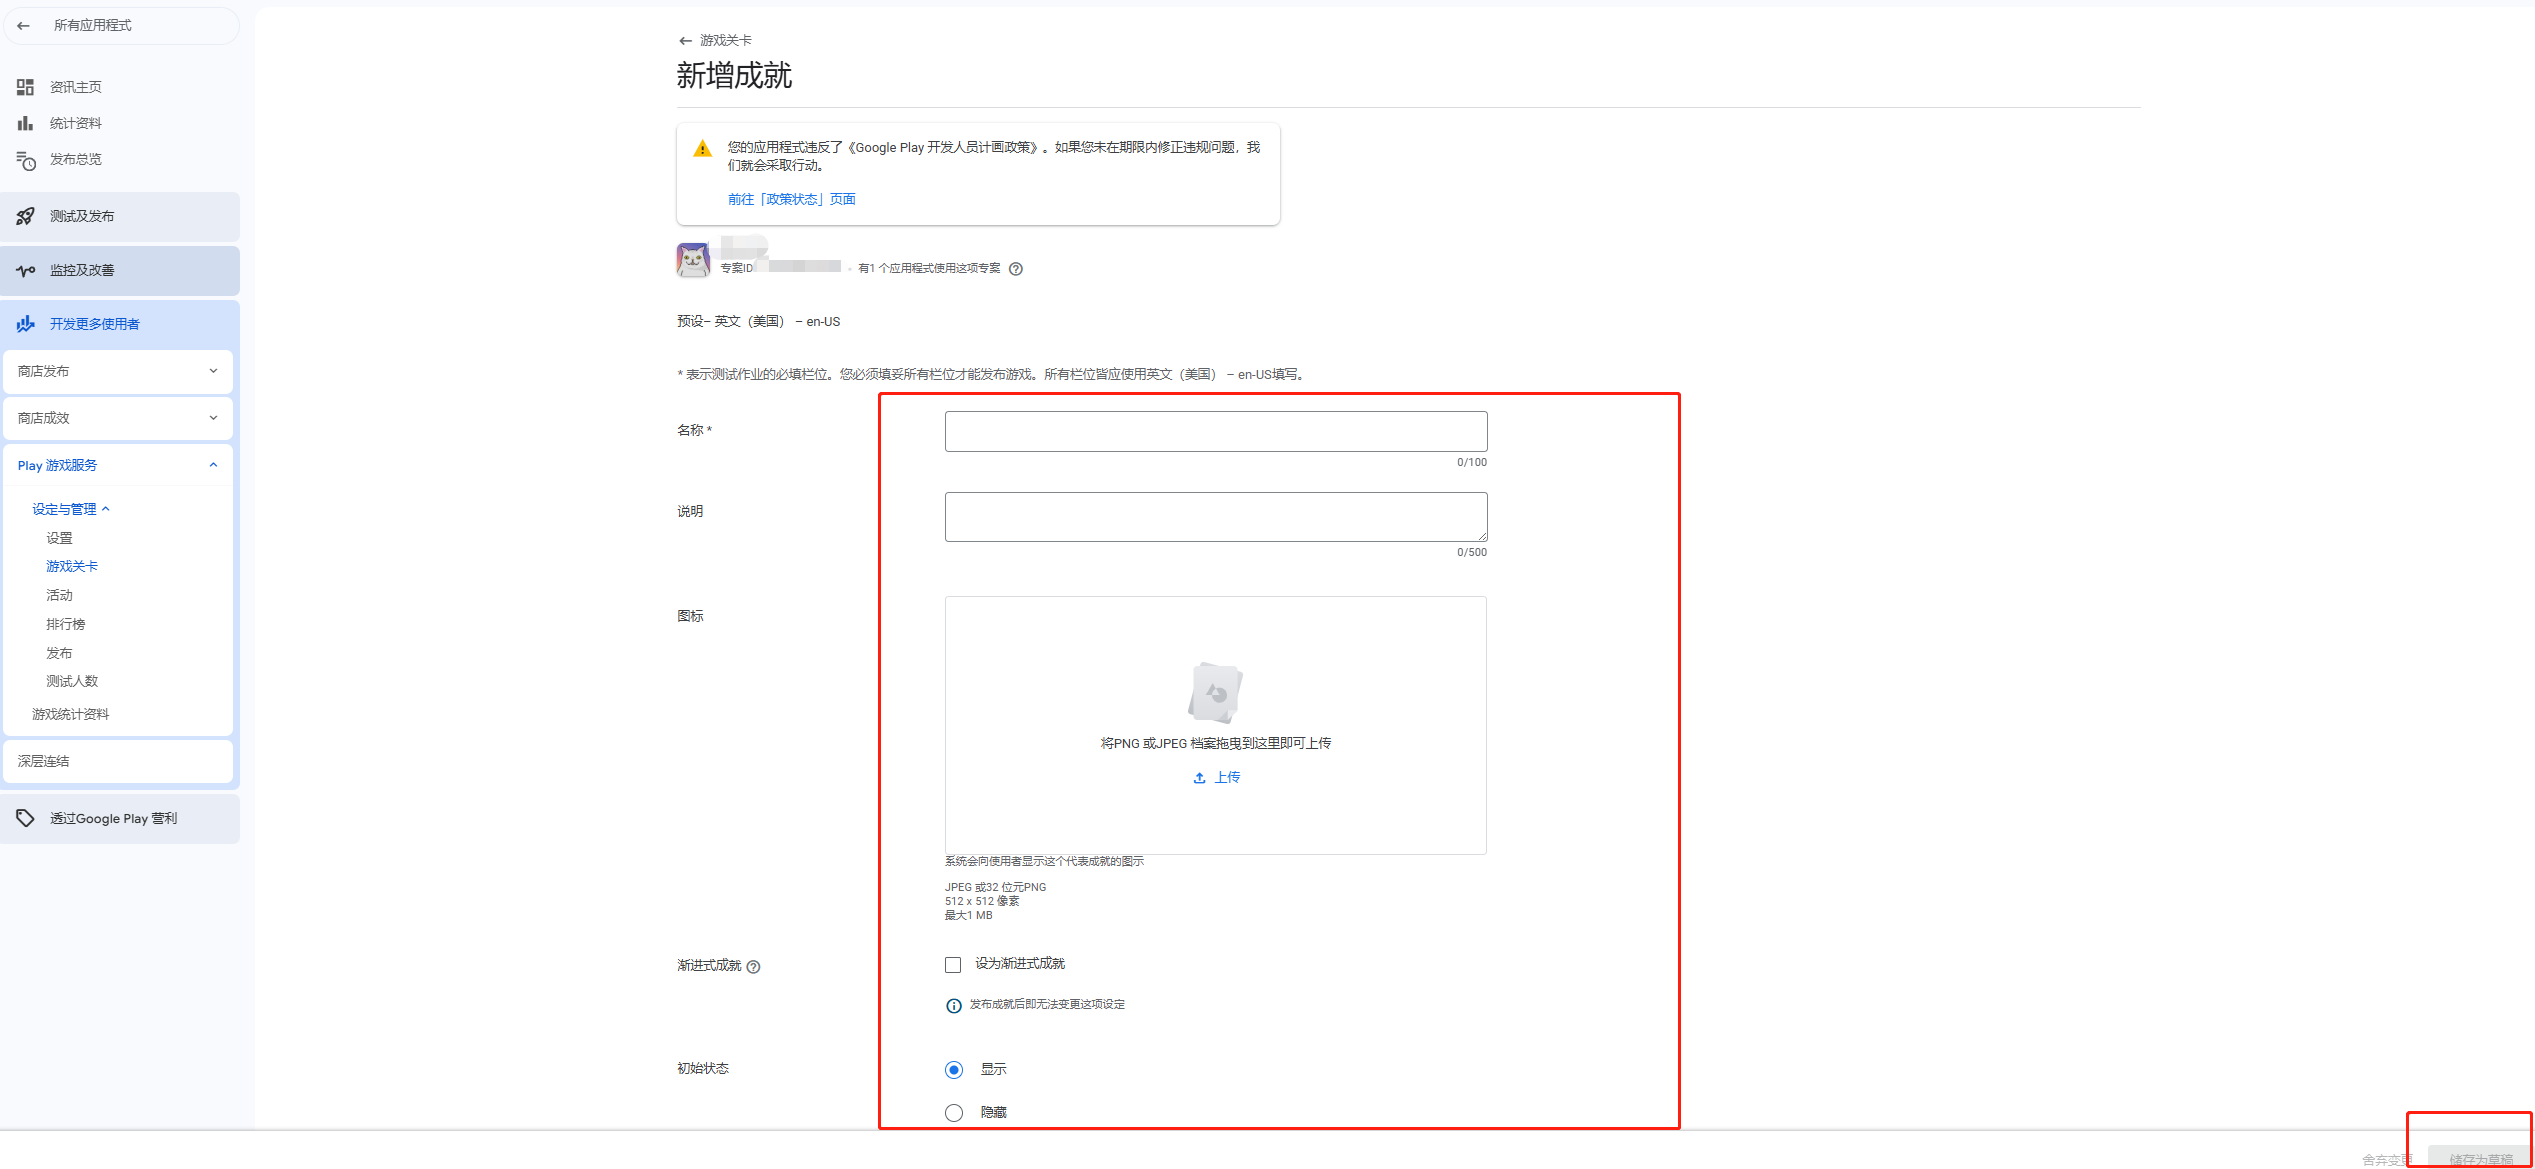 所有应用程式
资讯主页
统计资料
发布总览
测试及发布
监控及改善
开发更多使用者
商店发布
商店成效
Play 游戏服务
设定与管理
设置
游戏关卡
活动
排行榜
发布
测试人数
游戏统计资料
深层连结
透过Google Play 营利
游戏关卡
新增成就
您的应用程式违反了《Google Play 开发人员计画政策》。如果您未在期限内修正违规问题，我
们就会采取行动。
前往「政策状态」页面
专案ID
· 有1 个应用程式使用这项专案
预设– 英文（美国） – en-US
* 表示测试作业的必填栏位。您必须填妥所有栏位才能发布游戏。所有栏位皆应使用英文（美国） – en-US填写。
名称 *
0/100
说明
0/500
图标
将PNG 或JPEG 档案拖曳到这里即可上传
上传
系统会向使用者显示这个代表成就的图示
JPEG 或32 位元PNG
512 x 512 像素
最大1 MB
渐进式成就
设为渐进式成就
发布成就后即无法变更这项设定
初始状态
显示
隐藏
舍弃变更
储存为草稿